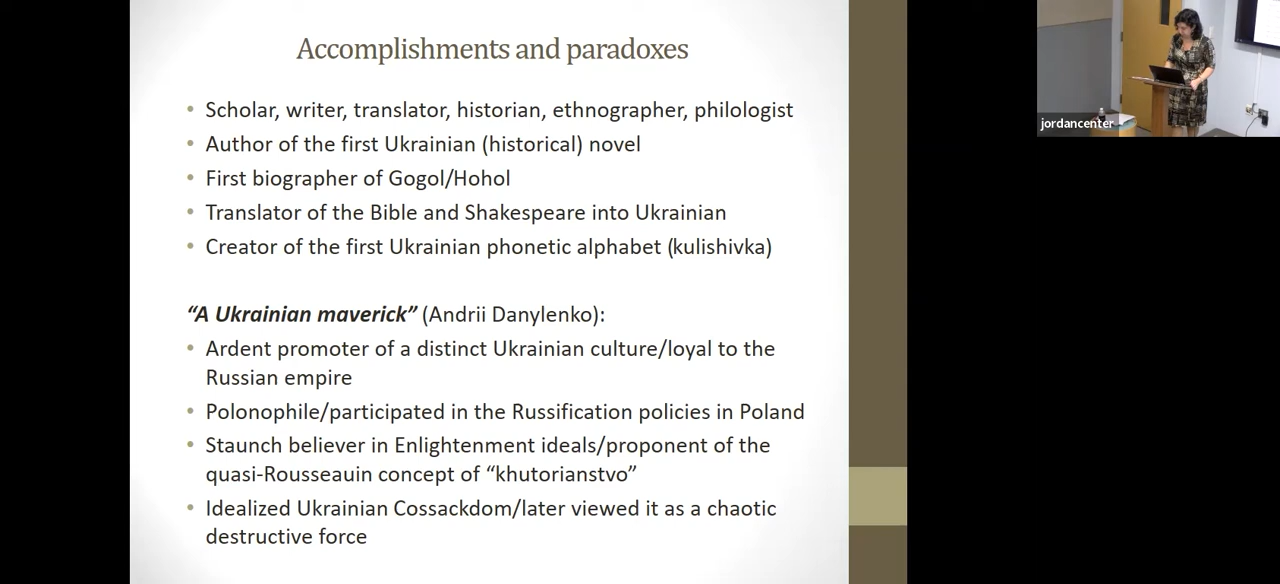 Accomplishments and paradoxes
• Scholar, writer, translator, historian, ethnographer, philologist
• Author of the first Ukrainian (historical) novel
• First biographer of Gogol/Hohol
• Translator of the Bible and Shakespeare into Ukrainian
• Creator of the first Ukrainian phonetic alphabet (kulishivka)
“A Ukrainian maverick” (Andrii Danylenko):
• Ardent promoter of a distinct Ukrainian culture/loyal to the
Russian empire
• Polonophile/participated in the Russification policies in Poland
• Staunch believer in Enlightenment ideals/proponent of the
quasi-Rousseauin concept of “khutorianstvo”
• Idealized Ukrainian Cossackdom/later viewed it as a chaotic
destructive force
jordancenter